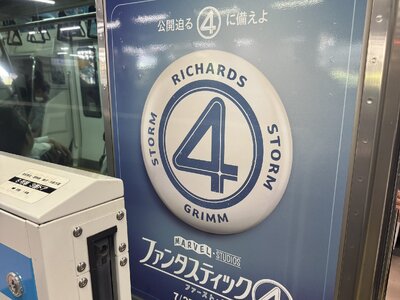 公開迫る④に備えよ
RICHARDS
STORM
4
STORM
GRIMM
MARVEL STUDIOS
ファンタスティック4